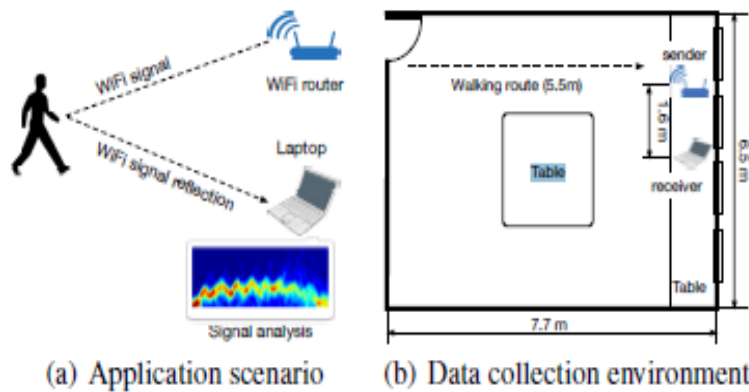 WiFi signal
WiFi router
WiFi signal reflection
Laptop
Signal analysis
(a) Application scenario
sender
Walking route (5.5m)
1.6 m
Table
receiver
6.5 m
Table
7.7 m
(b) Data collection environment